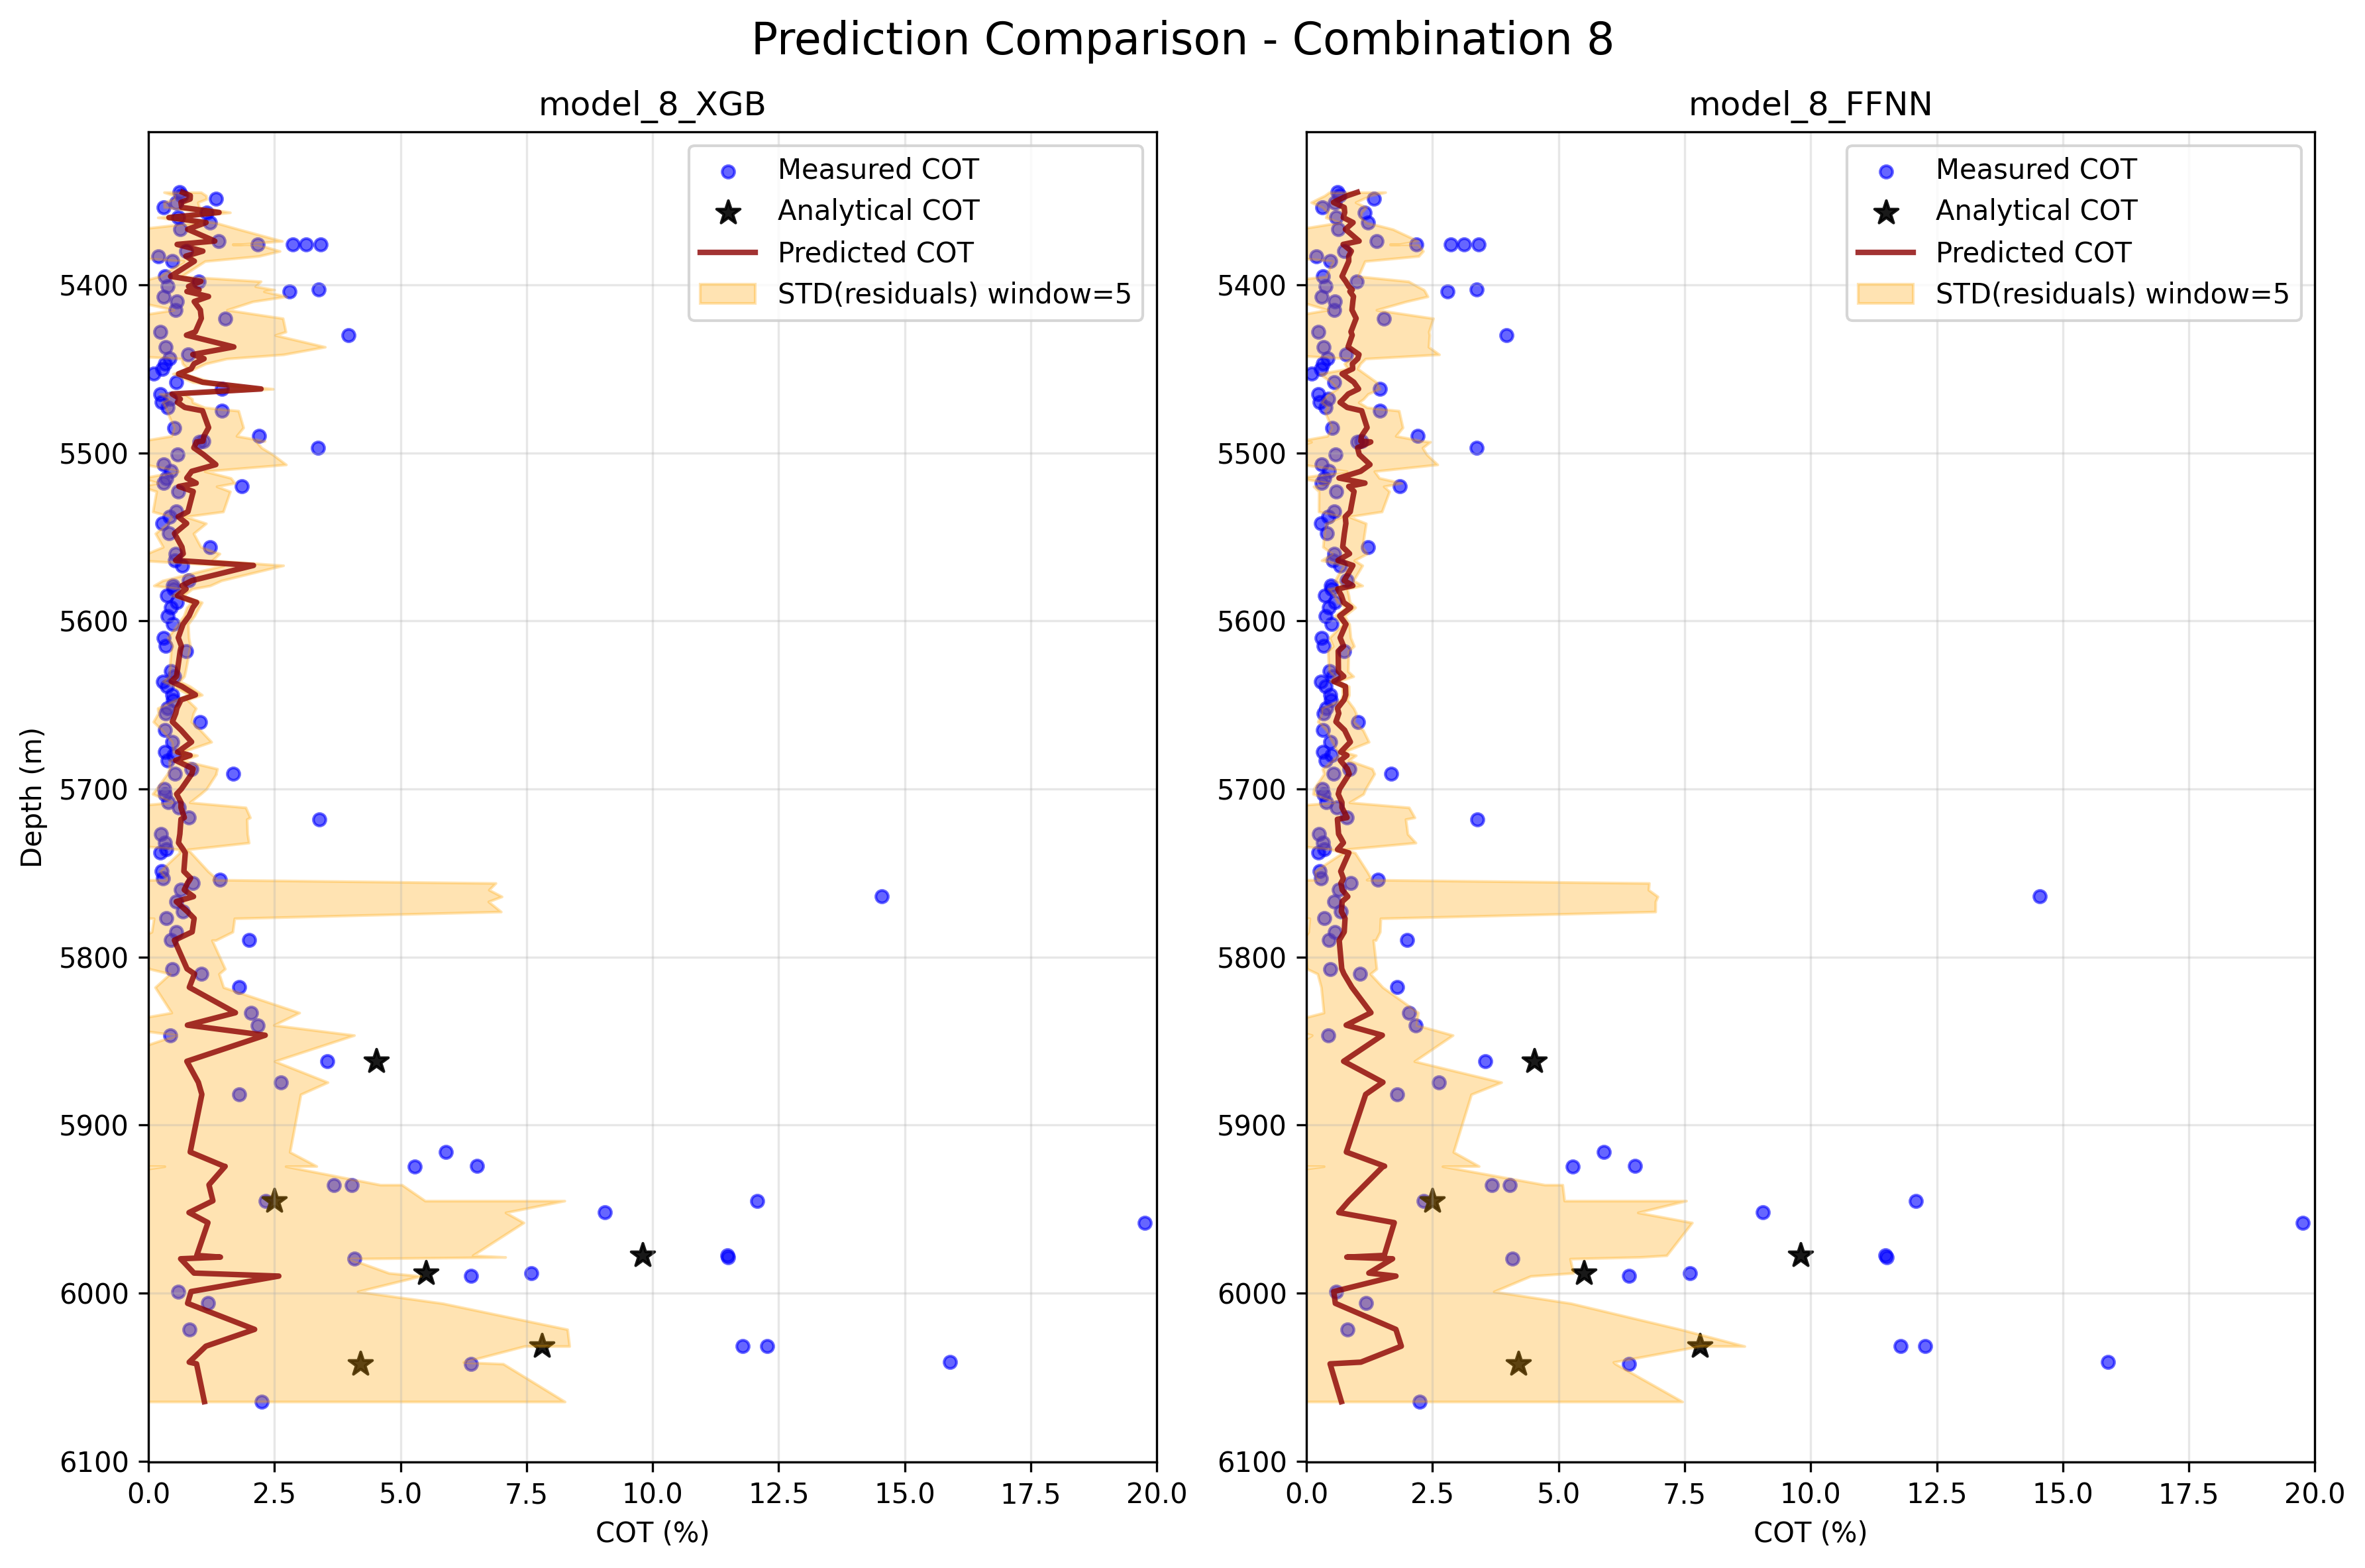 Prediction Comparison - Combination 8
model_8_XGB
Measured COT
Analytical COT
Predicted COT
STD(residuals) window=5
Depth (m)
5400
5500
5600
5700
5800
5900
6000
6100
0.0 2.5 5.0 7.5 10.0 12.5 15.0 17.5 20.0
COT (%)
model_8_FFNN
Measured COT
Analytical COT
Predicted COT
STD(residuals) window=5
5400
5500
5600
5700
5800
5900
6000
6100
0.0 2.5 5.0 7.5 10.0 12.5 15.0 17.5 20.0
COT (%)